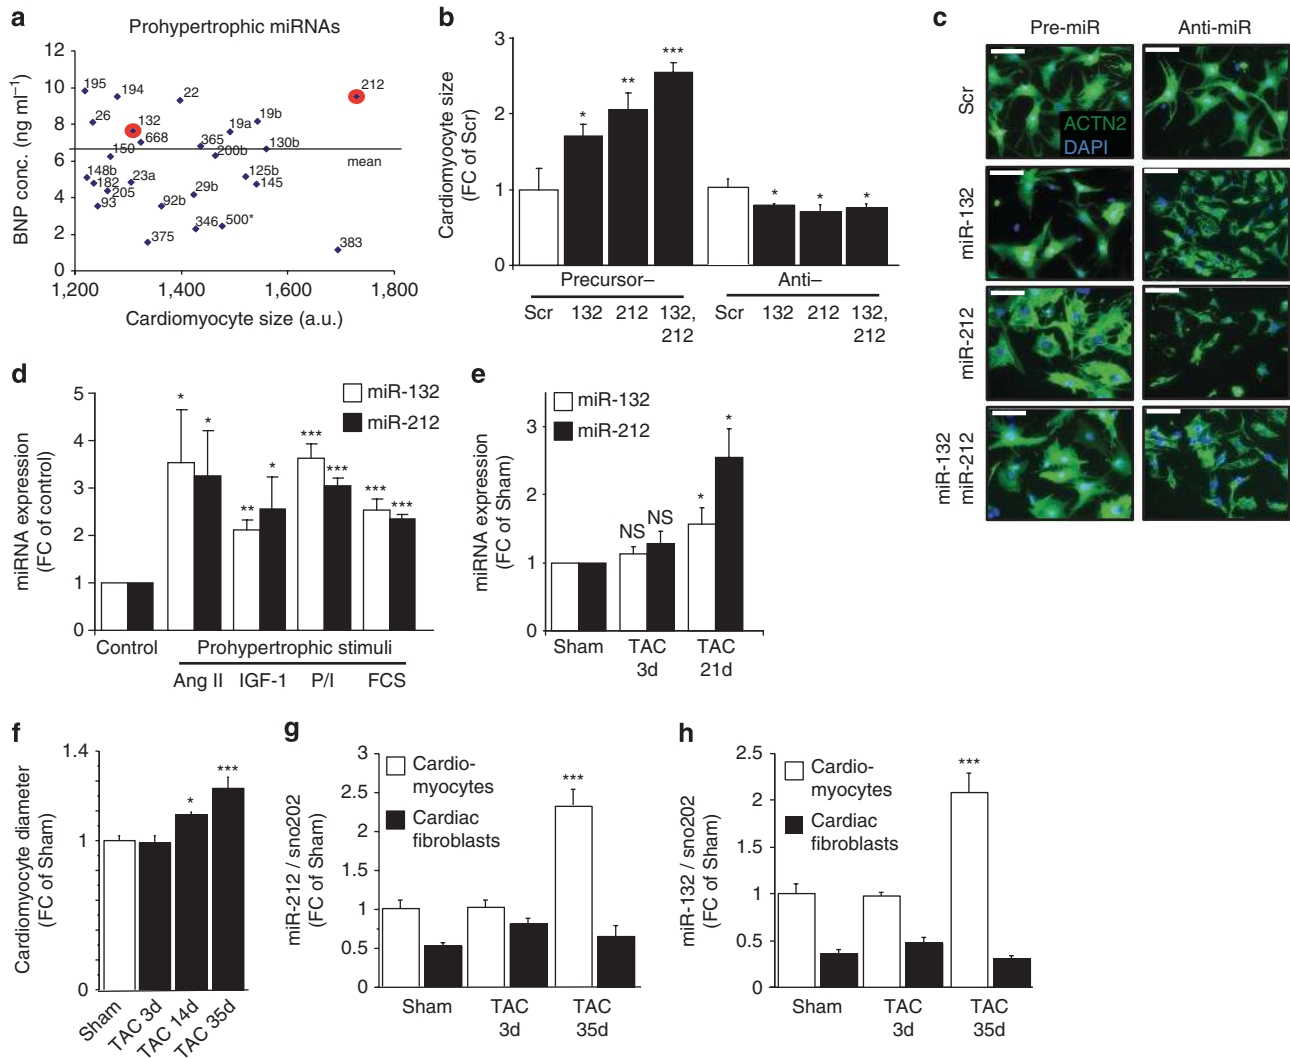 a
Prohypertrophic miRNAs
BNP conc. (ng ml⁻¹)
12
10
8
6
4
2
0
195
194
22
212
26
132
668
19a
19b
150
365
200b
130b
mean
148b
182
205
23a
125b
145
93
92b
29b
346
500*
375
383
1,200
1,400
1,600
1,800
Cardiomyocyte size (a.u.)
b
Cardiomyocyte size
(FC of Scr)
3
2
1
0
*
**
***
*
*
*
Precursor–
Anti–
Scr
132
212
132,
212
Scr
132
212
132,
212
c
Pre-miR
Anti-miR
Scr
ACTN2
DAPI
miR-132
miR-212
miR-132
miR-212
d
miRNA expression
(FC of control)
5
4
3
2
1
0
miR-132
miR-212
*
*
**
*
***
***
***
***
Control
Prohypertrophic stimuli
Ang II
IGF-1
P/I
FCS
e
miRNA expression
(FC of Sham)
3
2
1
0
miR-132
miR-212
NS
NS
*
*
Sham
TAC
3d
TAC
21d
f
Cardiomyocyte diameter
(FC of Sham)
1.4
1
0
*
***
Sham
TAC 3d
TAC 14d
TAC 35d
g
miR-212 / sno202
(FC of Sham)
3
2.5
2
1.5
1
0.5
0
Cardio-
myocytes
Cardiac
fibroblasts
***
Sham
TAC
3d
TAC
35d
h
miR-132 / sno202
(FC of Sham)
2.5
2
1.5
1
0.5
0
Cardio-
myocytes
Cardiac
fibroblasts
***
Sham
TAC
3d
TAC
35d